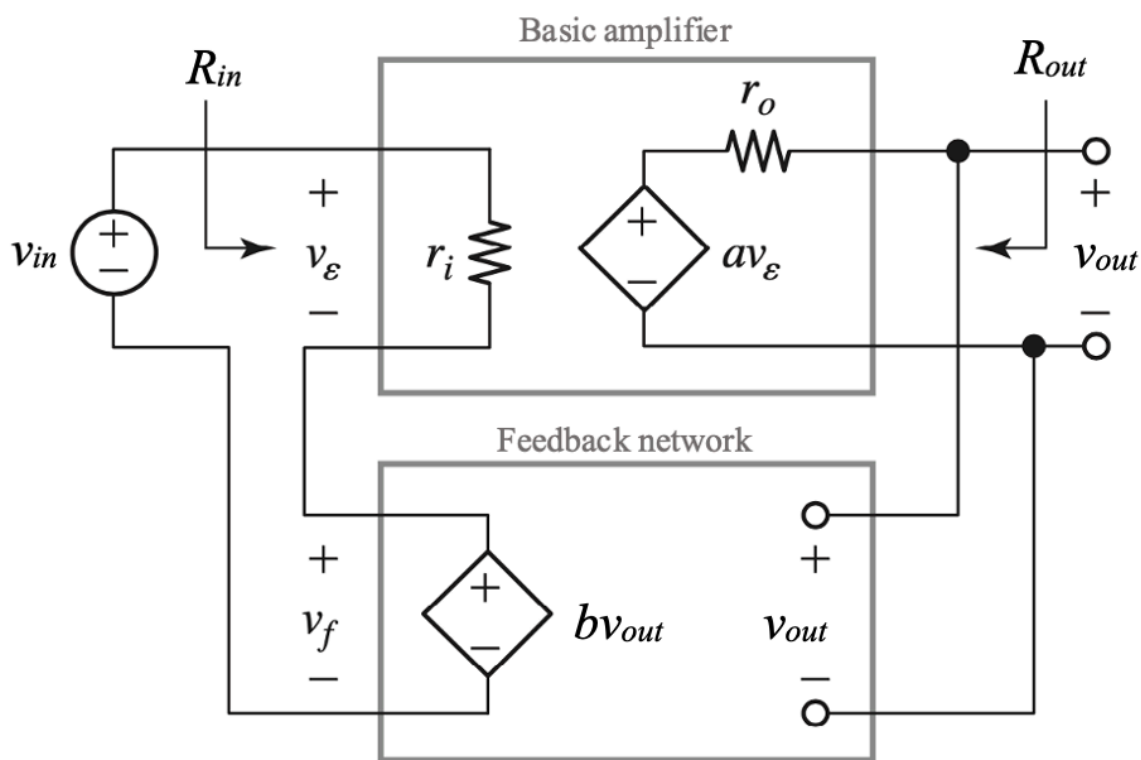 Basic amplifier
R_in
R_out
r_o
+
+
+
+
v_in
−
v_ε
r_i
−
av_ε
v_out
−
−
Feedback network
+
+
+
v_f
−
bv_out
v_out
−
−